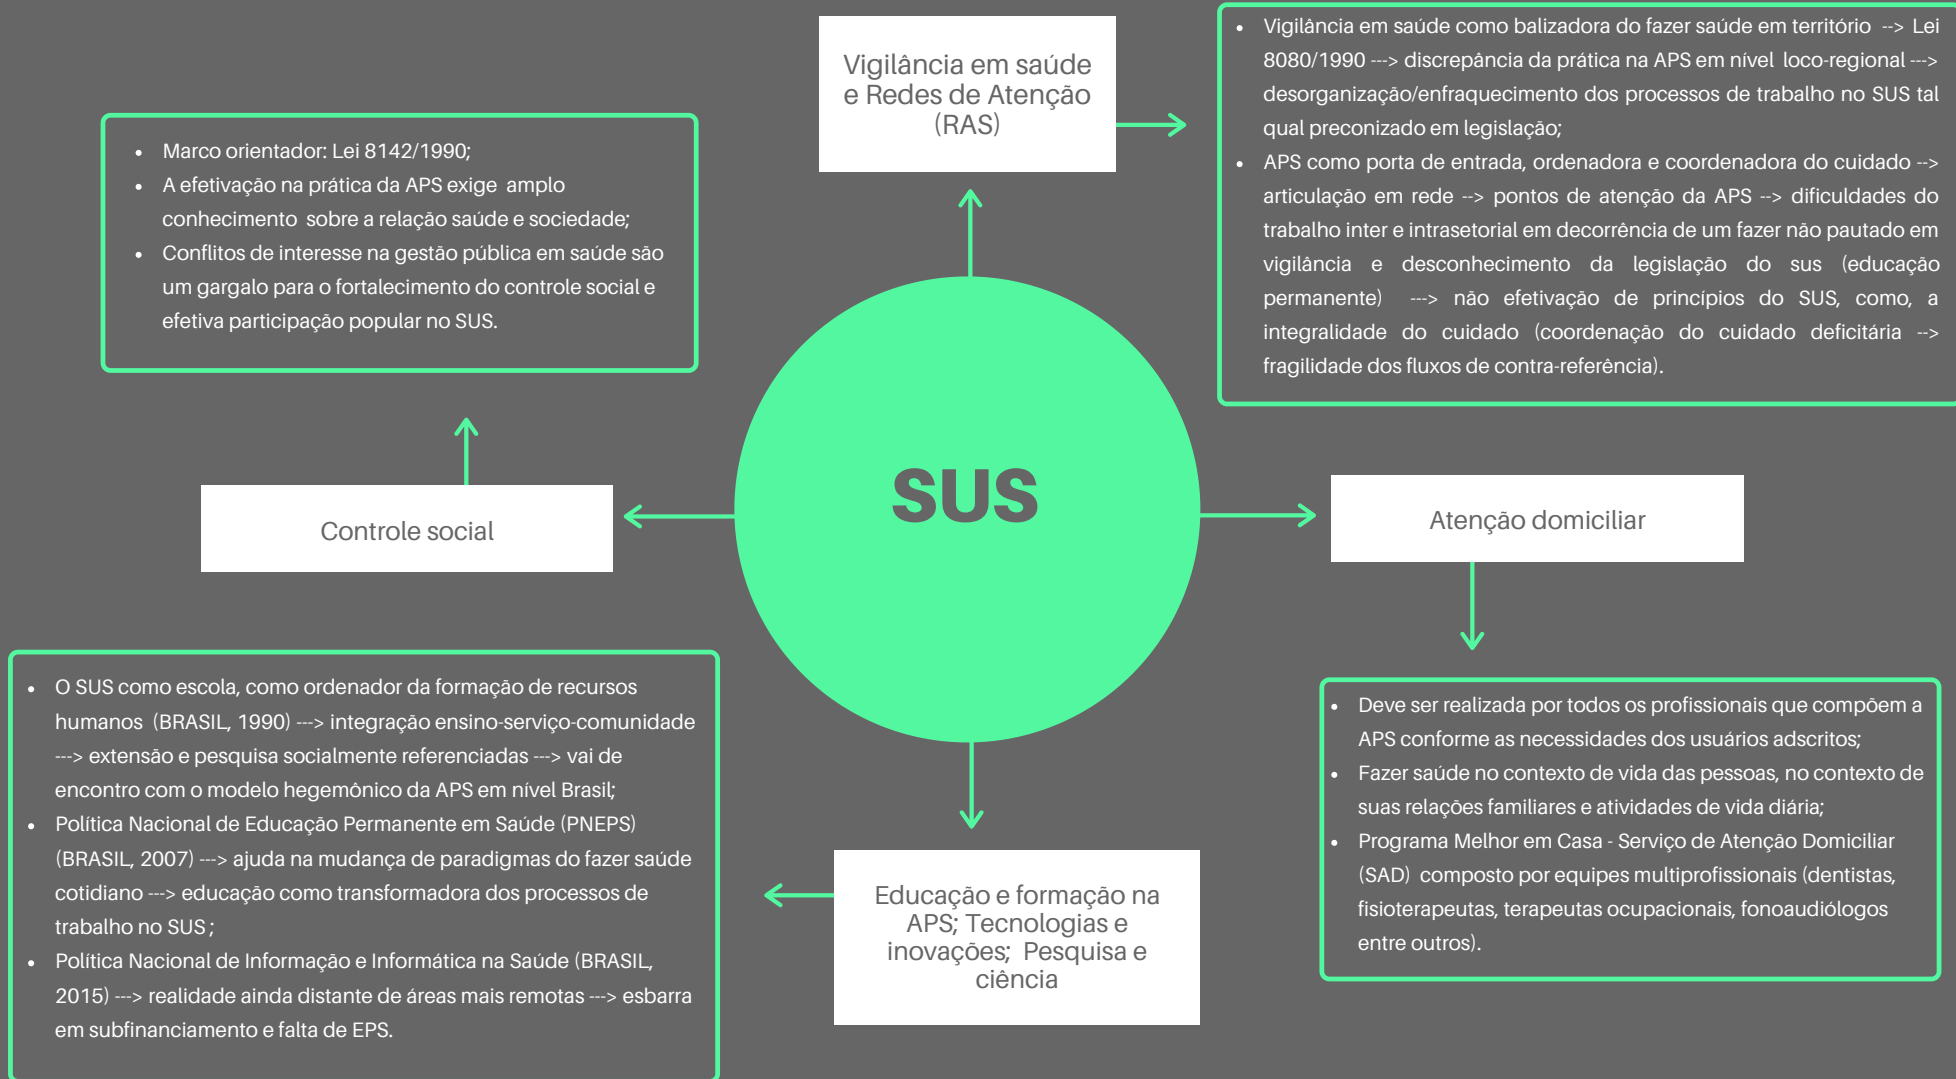 Vigilância em saúde
e Redes de Atenção
(RAS)
• Vigilância em saúde como balizadora do fazer saúde em território --> Lei
8080/1990 ---> discrepância da prática na APS em nível loco-regional --->
desorganização/enfraquecimento dos processos de trabalho no SUS tal
qual preconizado em legislação;
• APS como porta de entrada, ordenadora e coordenadora do cuidado -->
articulação em rede --> pontos de atenção da APS --> dificuldades do
trabalho inter e intrasetorial em decorrência de um fazer não pautado em
vigilância e desconhecimento da legislação do sus (educação
permanente) ---> não efetivação de princípios do SUS, como, a
integralidade do cuidado (coordenação do cuidado deficitária -->
fragilidade dos fluxos de contra-referência).
• Marco orientador: Lei 8142/1990;
• A efetivação na prática da APS exige amplo
conhecimento sobre a relação saúde e sociedade;
• Conflitos de interesse na gestão pública em saúde são
um gargalo para o fortalecimento do controle social e
efetiva participação popular no SUS.
Controle social
SUS
Atenção domiciliar
• O SUS como escola, como ordenador da formação de recursos
humanos (BRASIL, 1990) ---> integração ensino-serviço-comunidade
---> extensão e pesquisa socialmente referenciadas ---> vai de
encontro com o modelo hegemônico da APS em nível Brasil;
• Política Nacional de Educação Permanente em Saúde (PNEPS)
(BRASIL, 2007) ---> ajuda na mudança de paradigmas do fazer saúde
cotidiano ---> educação como transformadora dos processos de
trabalho no SUS ;
• Política Nacional de Informação e Informática na Saúde (BRASIL,
2015) ---> realidade ainda distante de áreas mais remotas ---> esbarra
em subfinanciamento e falta de EPS.
Educação e formação na
APS; Tecnologias e
inovações; Pesquisa e
ciência
• Deve ser realizada por todos os profissionais que compõem a
APS conforme as necessidades dos usuários adscritos;
• Fazer saúde no contexto de vida das pessoas, no contexto de
suas relações familiares e atividades de vida diária;
• Programa Melhor em Casa - Serviço de Atenção Domiciliar
(SAD) composto por equipes multiprofissionais (dentistas,
fisioterapeutas, terapeutas ocupacionais, fonoaudiólogos
entre outros).